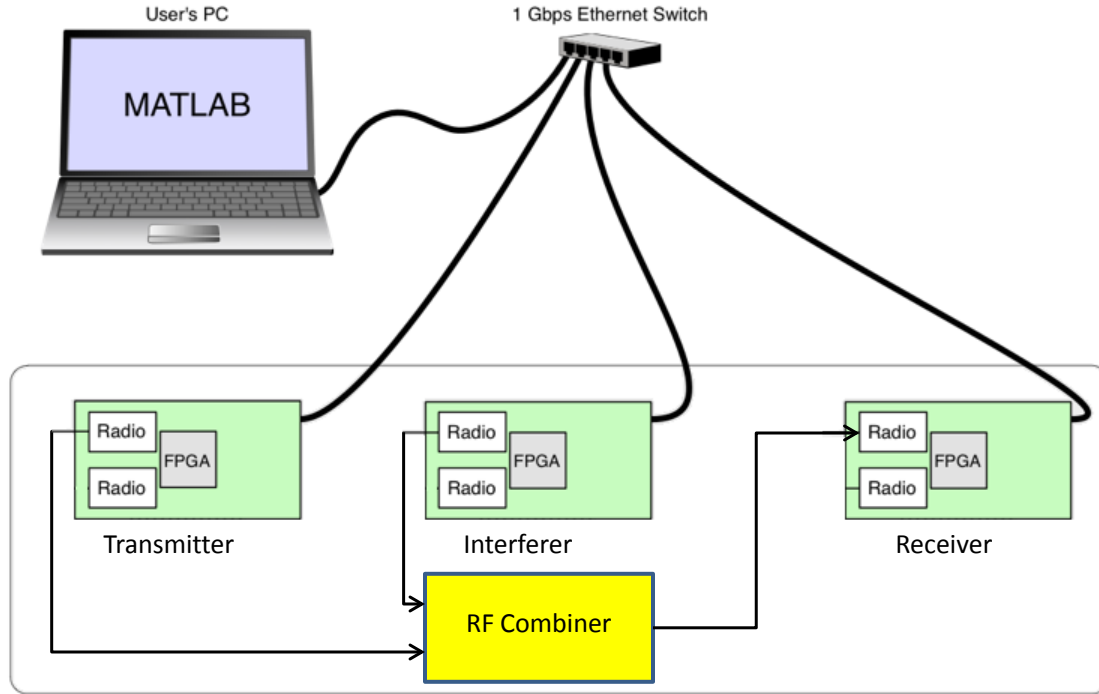 User's PC
1 Gbps Ethernet Switch
MATLAB
Radio
FPGA
Radio
Transmitter
Radio
FPGA
Radio
Interferer
Radio
FPGA
Radio
Receiver
RF Combiner